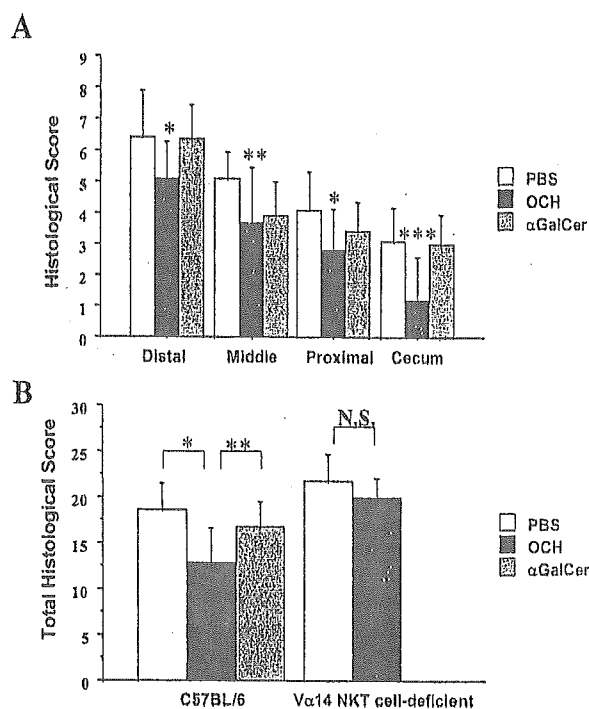 A
Histological Score
9
8
7
6
5
4
3
2
1
0
*
**
*
***
Distal Middle Proximal Cecum
PBS
OCH
αGalCer
B
Total Histological Score
30
25
20
15
10
5
0
*
**
N.S.
C57BL/6 Vα14 NKT cell-deficient
PBS
OCH
αGalCer